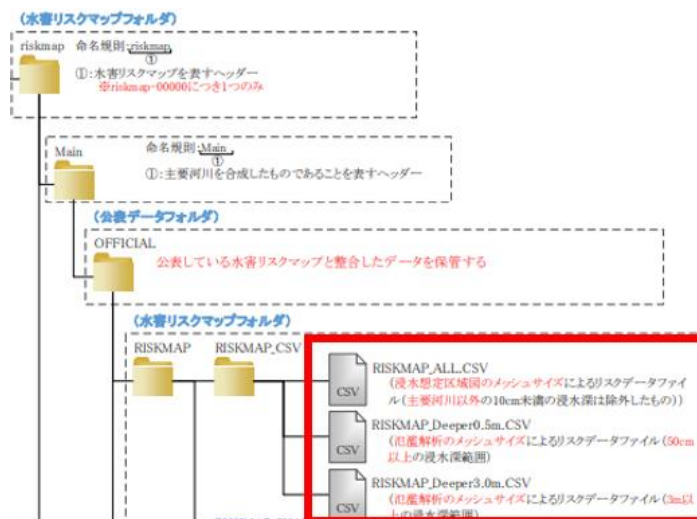 （水害リスクマップフォルダ）
riskmap 命名規則:riskmap
①
①:水害リスクマップを表すヘッダー
※riskmap-00000につき1つのみ
Main 命名規則:Main
①
①:主要河川を合成したものであることを表すヘッダー
（公表データフォルダ）
OFFICIAL
公表している水害リスクマップと整合したデータを保管する
（水害リスクマップフォルダ）
RISKMAP RISKMAP_CSV
RISKMAP_ALL.CSV
（浸水想定区域図のメッシュサイズによるリスクデータファイ
ル（主要河川以外の10cm未満の浸水深は除外したもの））
CSV
RISKMAP_Deeper0.5m.CSV
（氾濫解析のメッシュサイズによるリスクデータファイル（50cm
以上の浸水深範囲）
CSV
RISKMAP_Deeper3.0m.CSV
（氾濫解析のメッシュサイズによるリスクデータファイル（3m以
上の浸水深範囲）
CSV